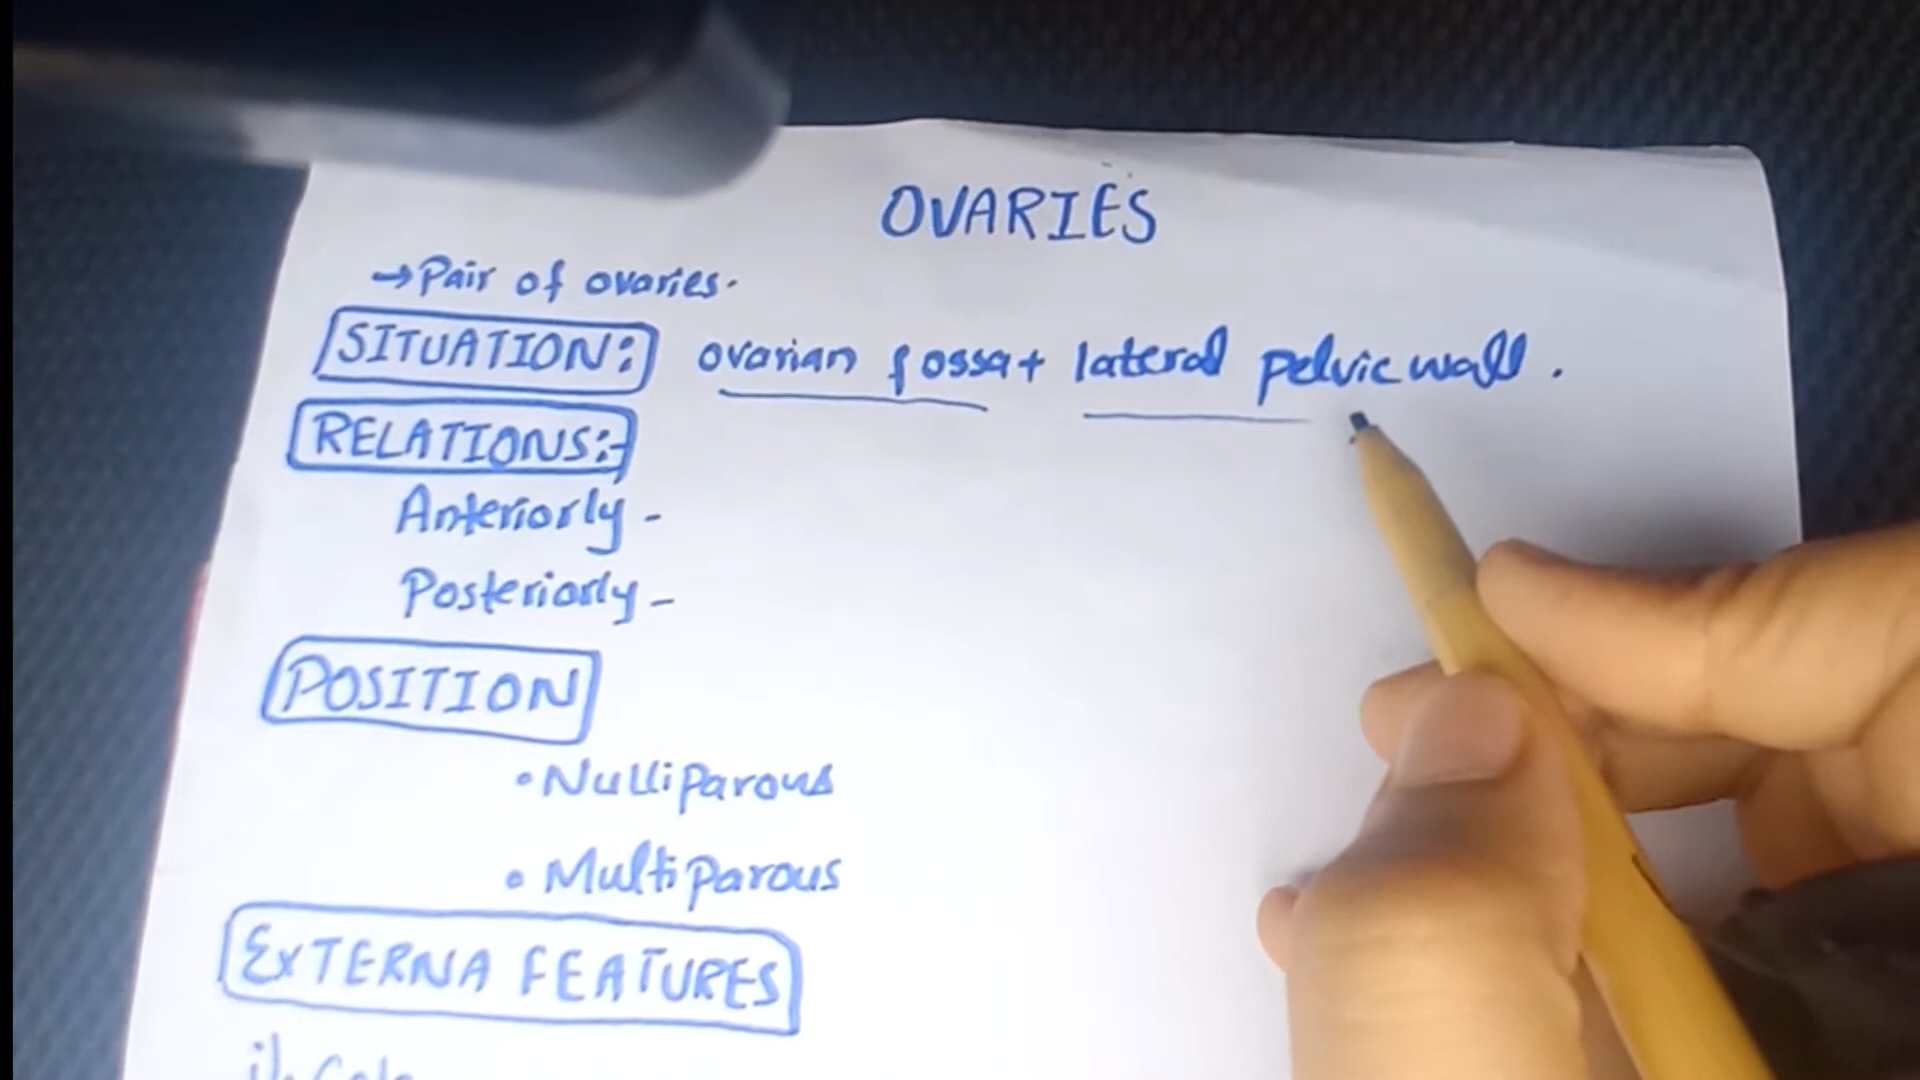 OVARIES
→Pair of ovaries.
SITUATION: ovarian fossa + lateral pelvic wall.
RELATIONS:-
Anteriorly -
Posteriorly -
POSITION
• Nulliparous
• Multiparous
EXTERNA FEATURES
i).